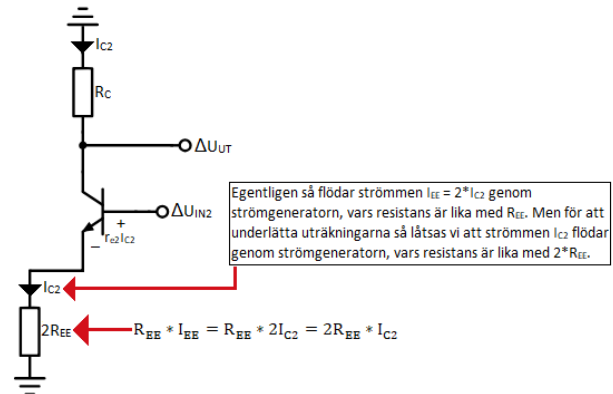 IC2
RC
ΔUUT
ΔUIN2
+
re2IC2
−
Egentligen så flödar strömmen IEE = 2*IC2 genom
strömgeneratorn, vars resistans är lika med REE. Men för att
underlätta uträkningarna så låtsas vi att strömmen IC2 flödar
genom strömgeneratorn, vars resistans är lika med 2*REE.
IC2
2REE
REE * IEE = REE * 2IC2 = 2REE * IC2